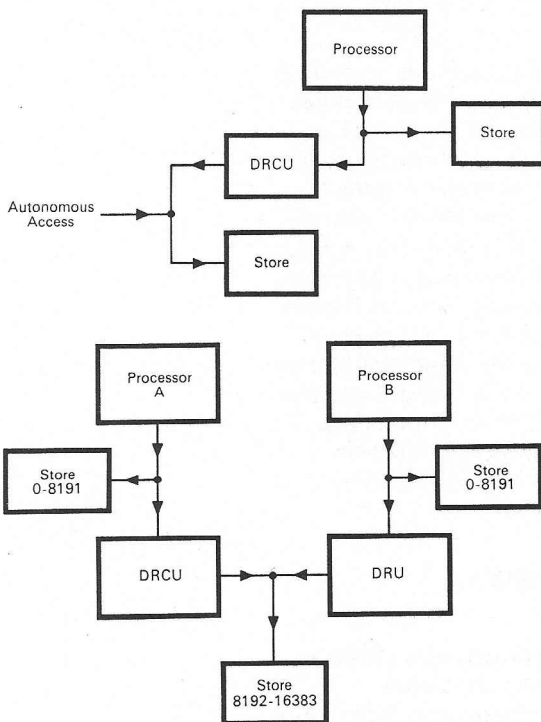 Processor
Store
DRCU
Autonomous
Access
Store
Processor
A
Processor
B
Store
0-8191
Store
0-8191
DRCU
DRU
Store
8192-16383